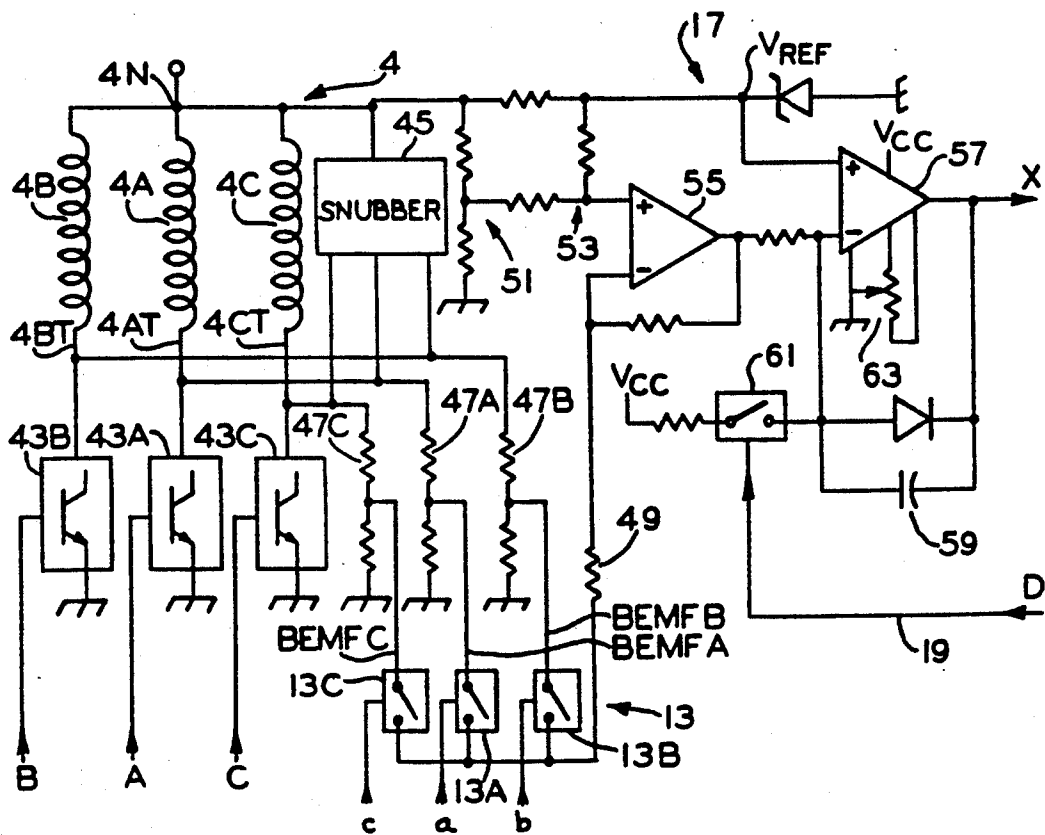 17
VREF
4N
4
45
VCC
57
X
4B
4A
4C
SNUBBER
55
53
51
4BT
4AT
4CT
63
61
VCC
47C
47A
47B
43B
43A
43C
59
49
D
BEMFB
BEMFC
BEMFA
19
13C
13
13B
13A
B
A
C
c
a
b